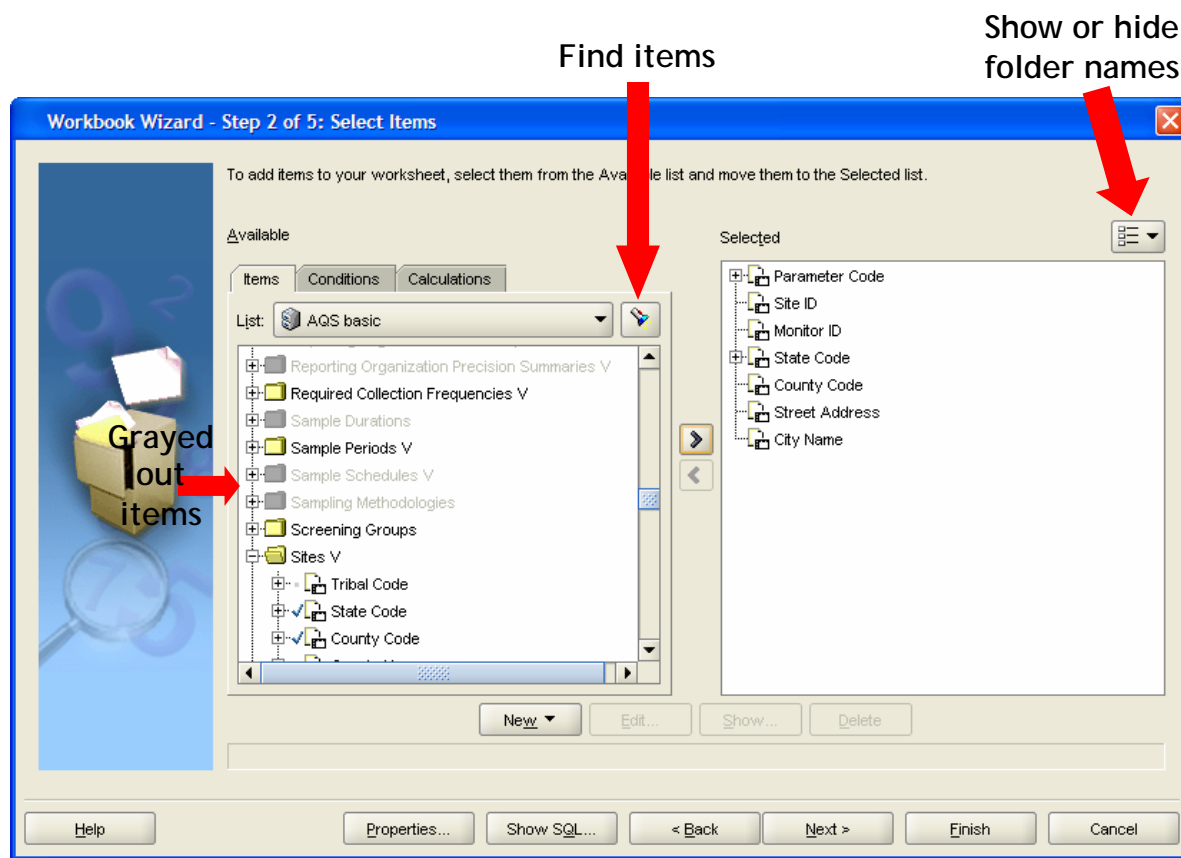 Show or hide
folder names
Find items
Workbook Wizard - Step 2 of 5: Select Items
To add items to your worksheet, select them from the list and move them to the Selected list.
Available
Selected
Items Conditions Calculations
List: AQS basic
Reporting Organization Precision Summaries V
Required Collection Frequencies V
Sample Durations
Sample Periods V
Sample Schedules V
Sampling Methodologies
Screening Groups
Sites V
Tribal Code
State Code
County Code
Grayed
out
items
Parameter Code
Site ID
Monitor ID
State Code
County Code
Street Address
City Name
New Edit... Show... Delete
Help Properties... Show SQL... < Back Next > Finish Cancel